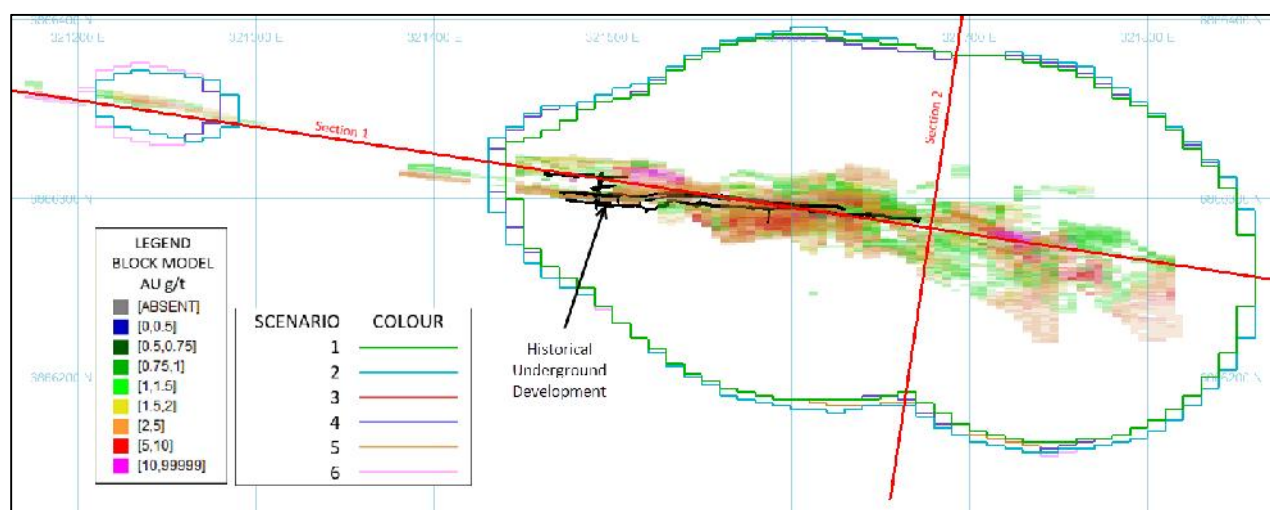 321200 E
321400 E
321500 E
Section 1
Section 2
LEGEND
BLOCK MODEL
AU g/t
[ABSENT]
[0,0.5]
[0.5,0.75]
[0.75,1]
[1,1.5]
[1.5,2]
[2,5]
[5,10]
[10,99999]
SCENARIO COLOUR
1
2
3
4
5
6
Historical
Underground
Development